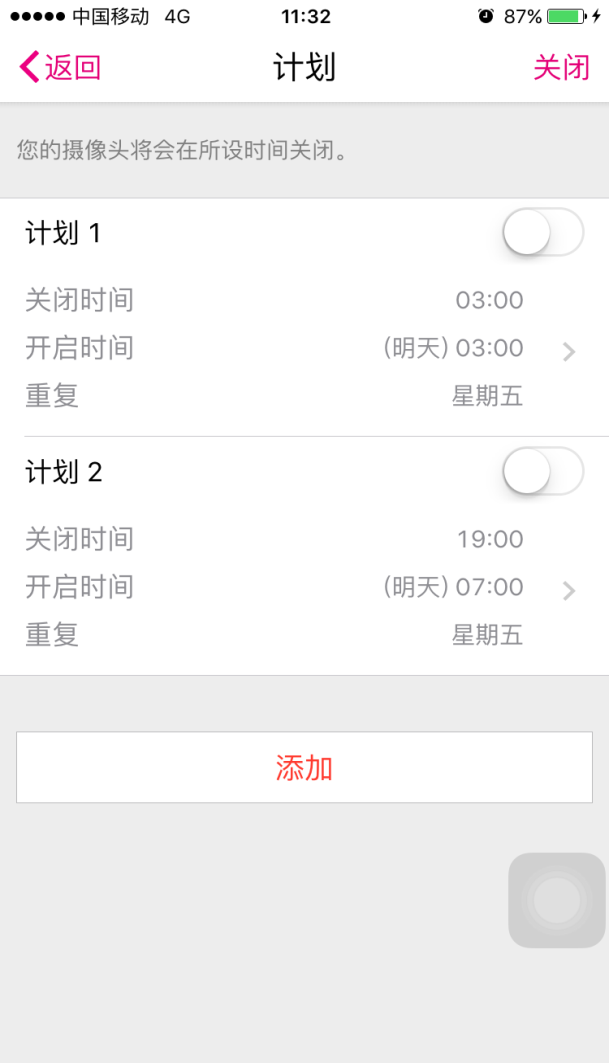 中国移动 4G 11:32 87%
返回 计划 关闭
您的摄像头将会在所设时间关闭。
计划 1
关闭时间 03:00
开启时间 (明天) 03:00
重复 星期五
计划 2
关闭时间 19:00
开启时间 (明天) 07:00
重复 星期五
添加